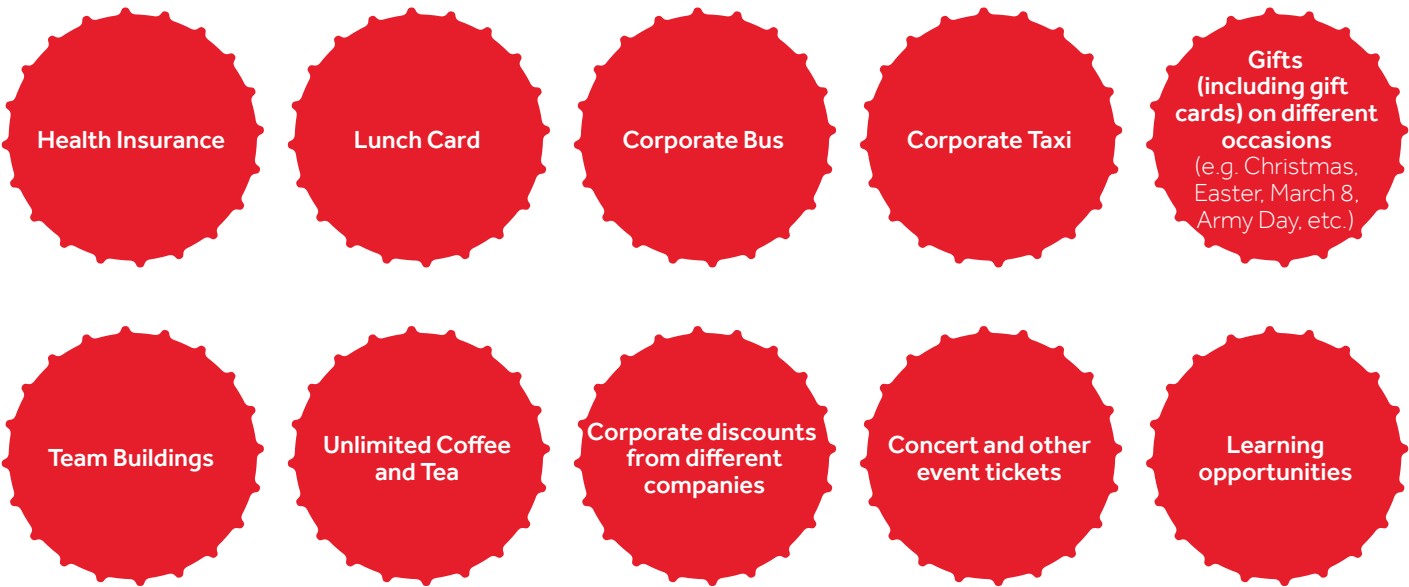 Health Insurance
Lunch Card
Corporate Bus
Corporate Taxi
Gifts
(including gift
cards) on different
occasions
(e.g. Christmas,
Easter, March 8,
Army Day, etc.)
Team Buildings
Unlimited Coffee
and Tea
Corporate discounts
from different
companies
Concert and other
event tickets
Learning
opportunities